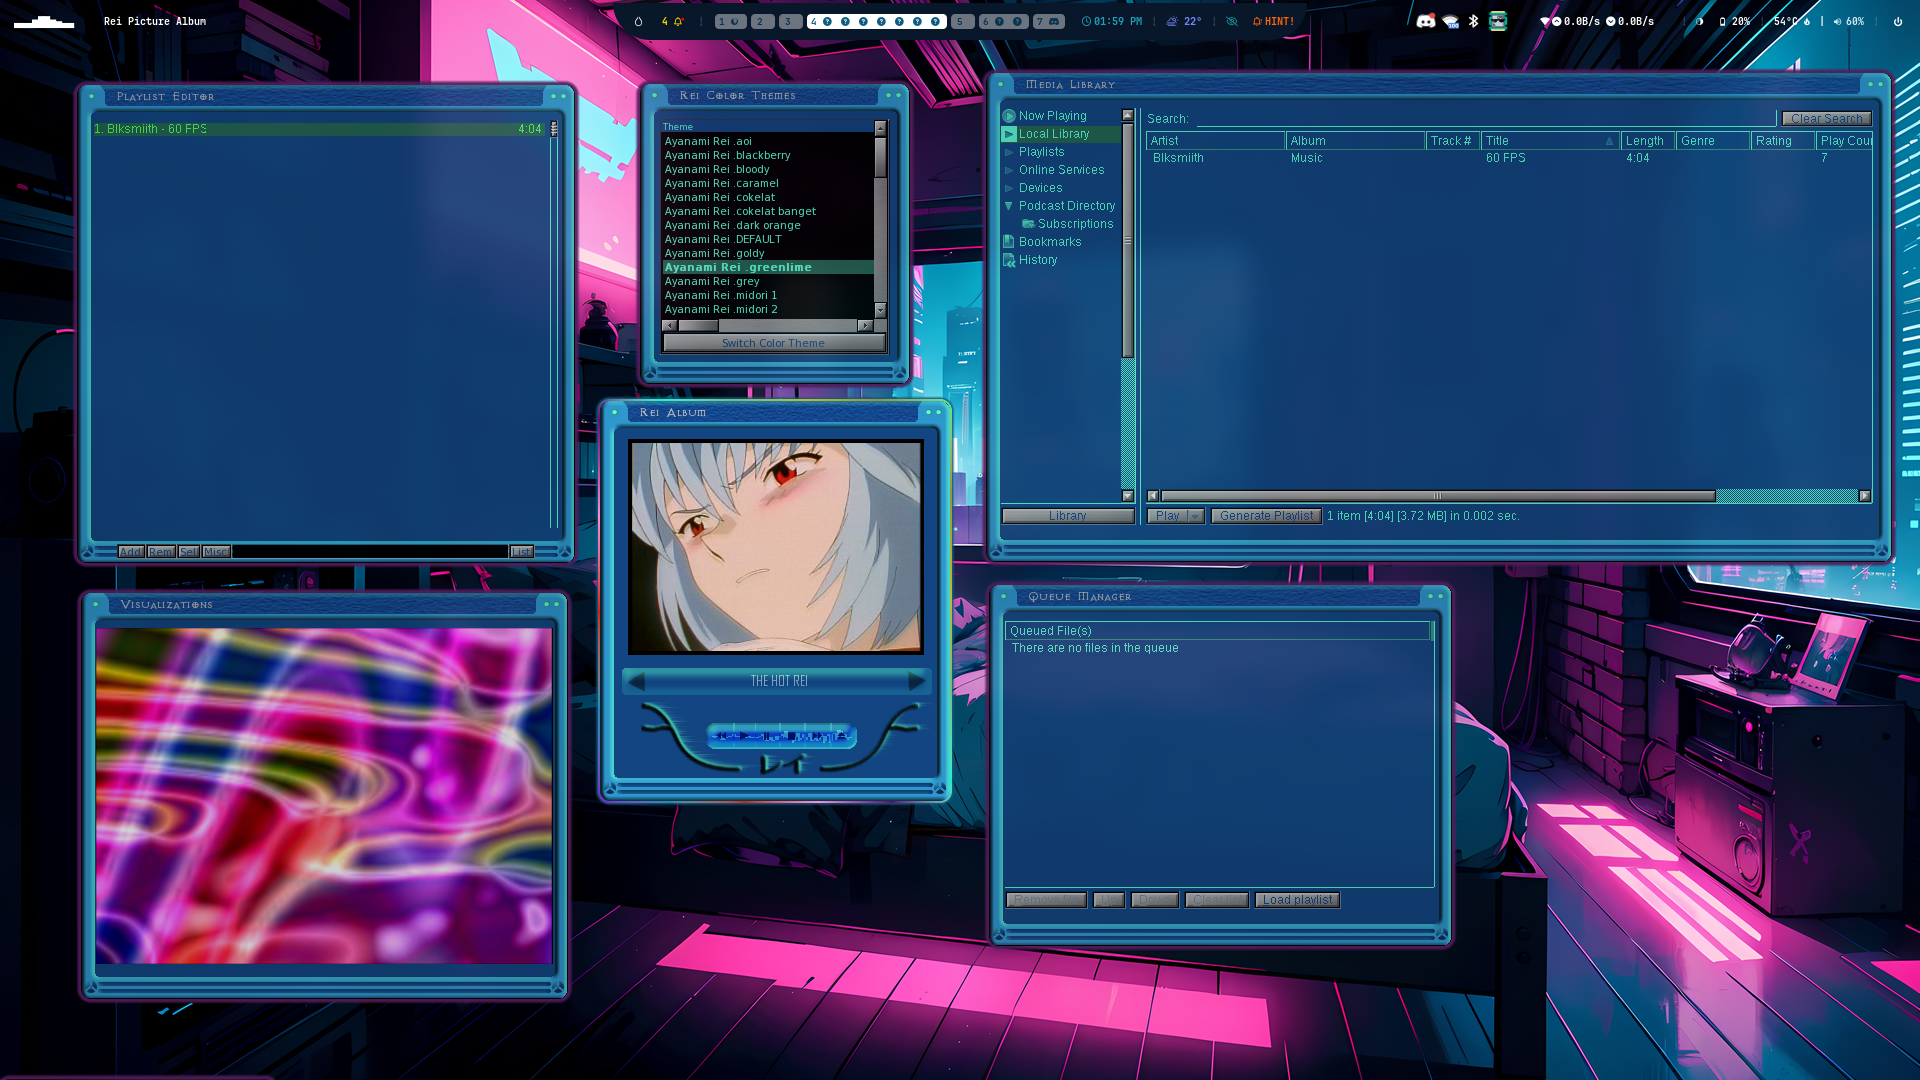 Rei Picture Album
4
1
2
3
4 ? ? ? ? ? ? ?
5
6 ? ?
7
01:59 PM
22°
HINT!
0.0B/s
0.0B/s
20%
54°C
60%
Playlist Editor
1. Blksmiith - 60 FPS
4:04
Add
Rem
Sel
Misc
List
Rei Color Themes
Theme
Ayanami Rei .aoi
Ayanami Rei .blackberry
Ayanami Rei .bloody
Ayanami Rei .caramel
Ayanami Rei .cokelat
Ayanami Rei .cokelat banget
Ayanami Rei .dark orange
Ayanami Rei .DEFAULT
Ayanami Rei .goldy
Ayanami Rei .greenlime
Ayanami Rei .grey
Ayanami Rei .midori 1
Ayanami Rei .midori 2
Switch Color Theme
Media Library
Now Playing
Local Library
Playlists
Online Services
Devices
Podcast Directory
Subscriptions
Bookmarks
History
Library
Search:
Clear Search
Artist Album Track # Title Length Genre Rating Play Cou
Blksmiith Music 60 FPS 4:04 7
Play
Generate Playlist
1 item [4:04] [3.72 MB] in 0.002 sec.
Rei Album
THE HOT REI
レイ
Visualizations
Queue Manager
Queued File(s)
There are no files in the queue
Up
Down
Load playlist